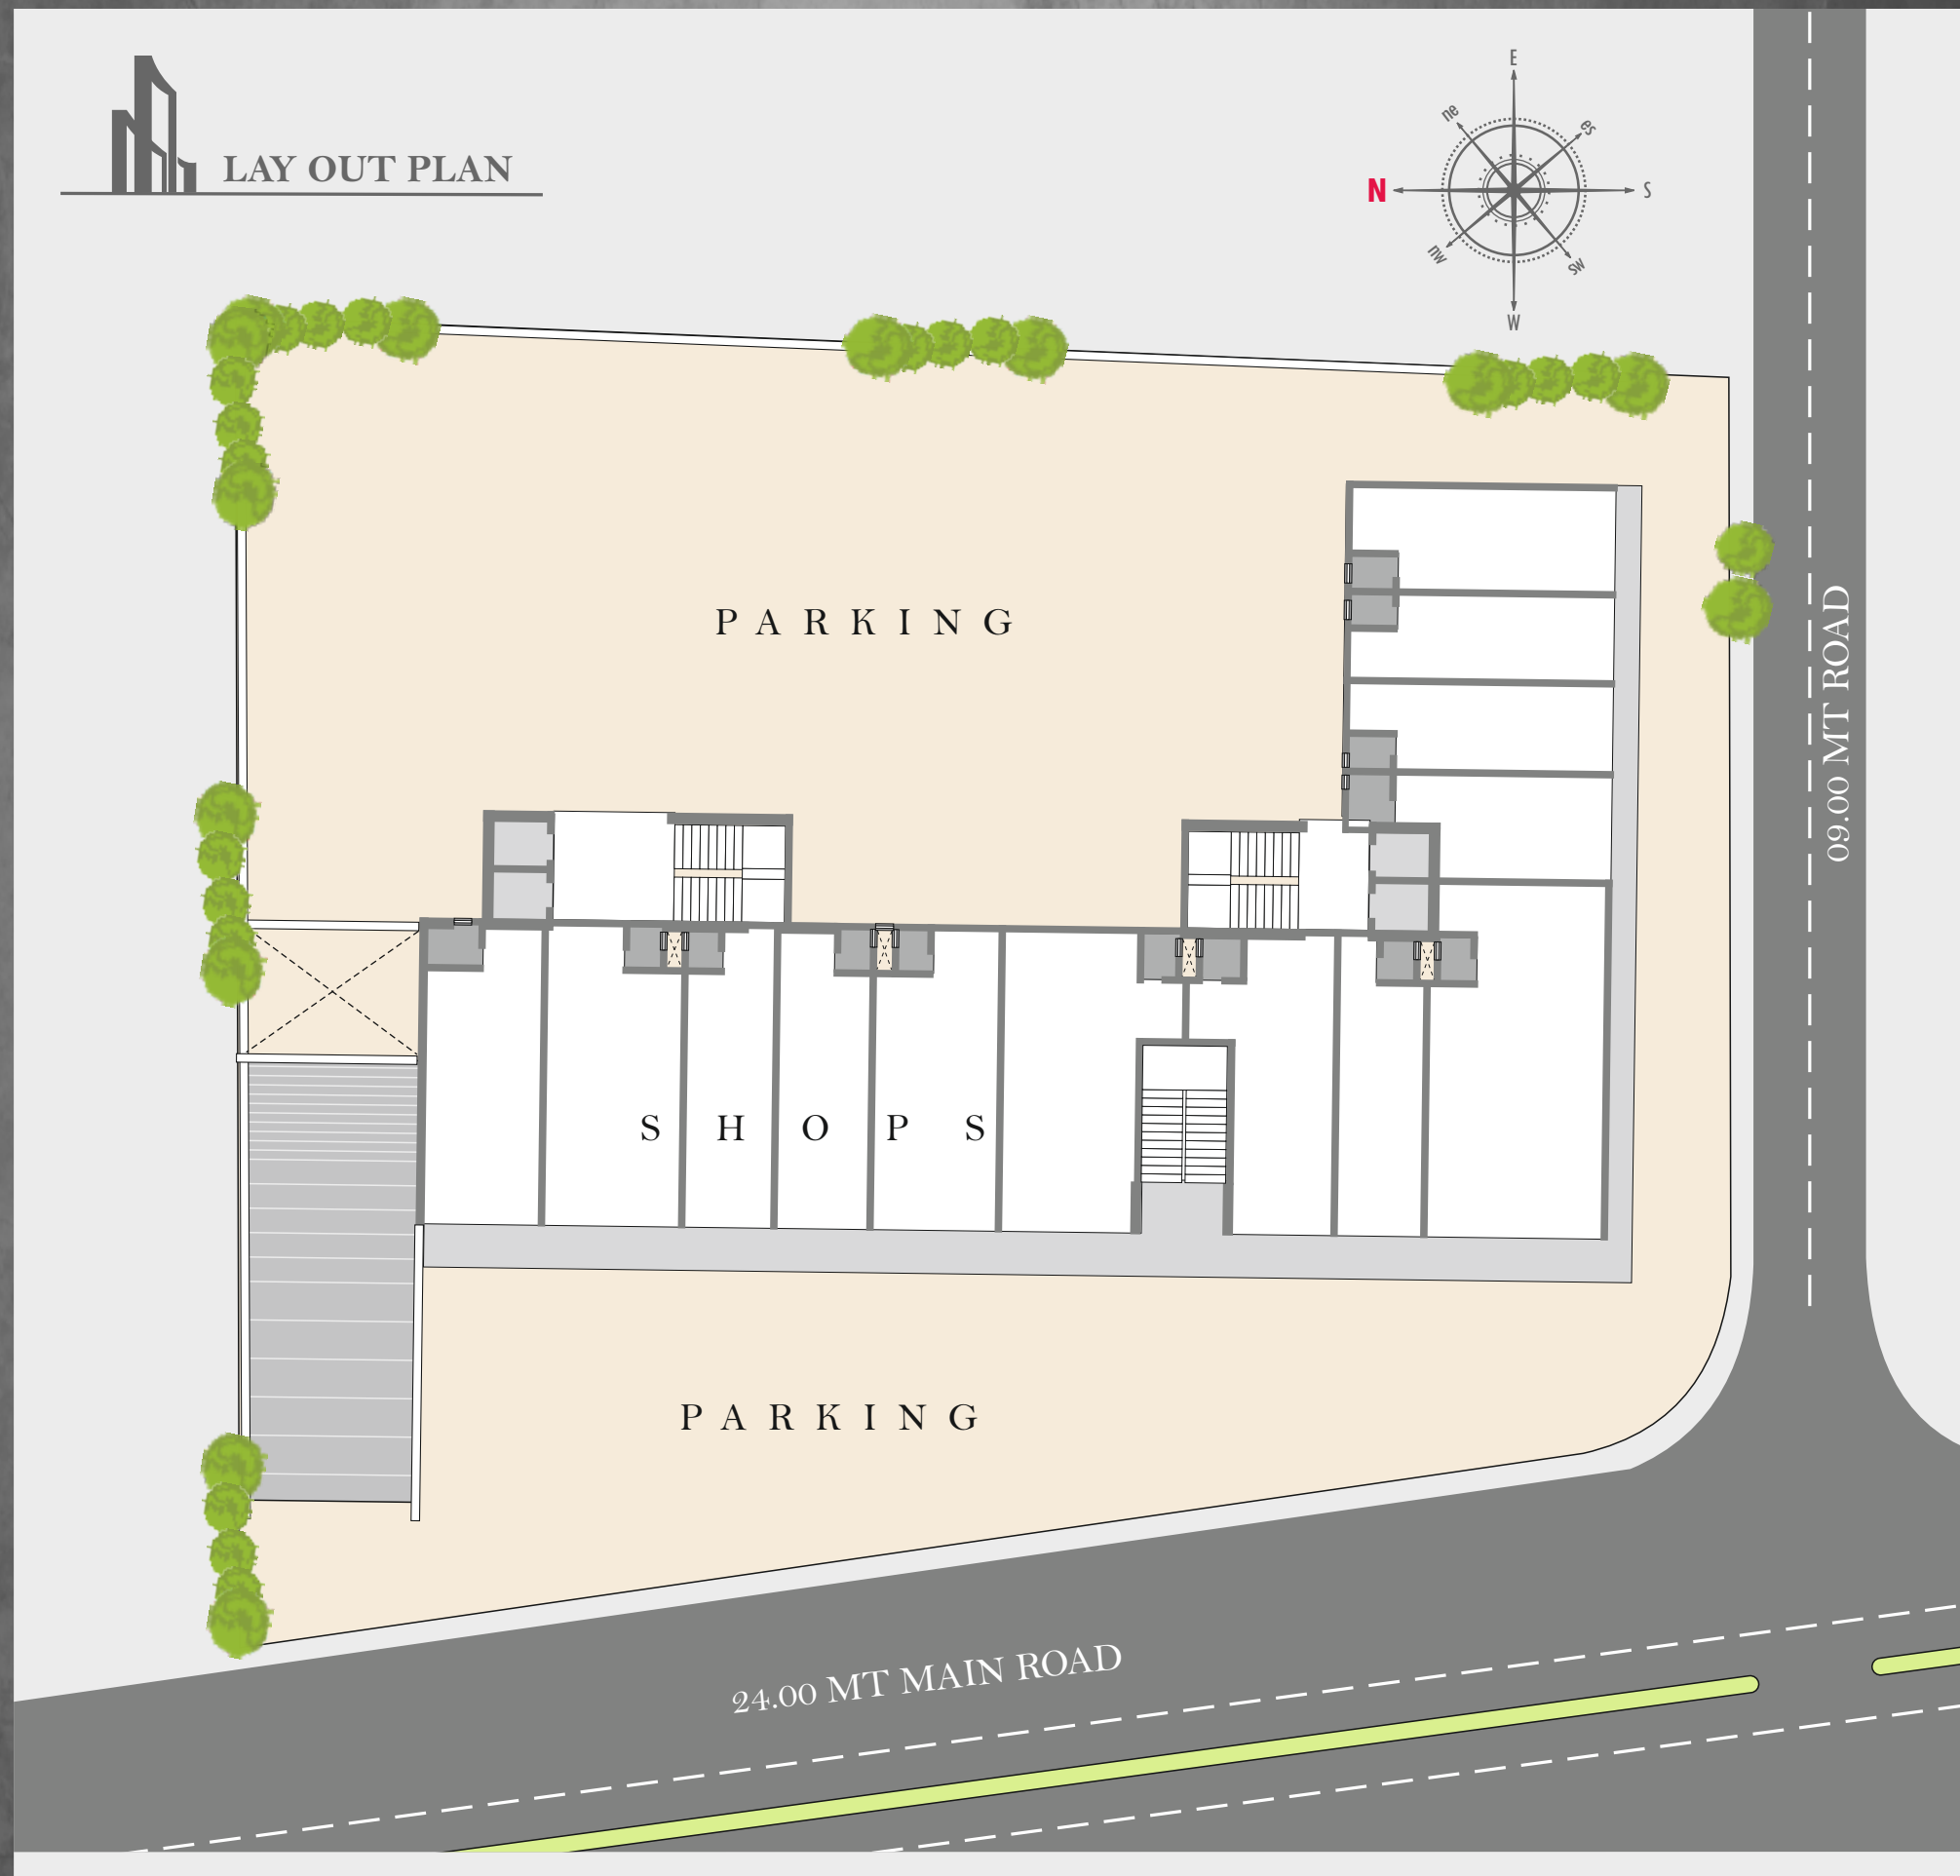 LAY OUT PLAN
E
ne
es
N
S
nw
sw
W
PARKING
09.00 MT ROAD
SHOPS
PARKING
24.00 MT MAIN ROAD